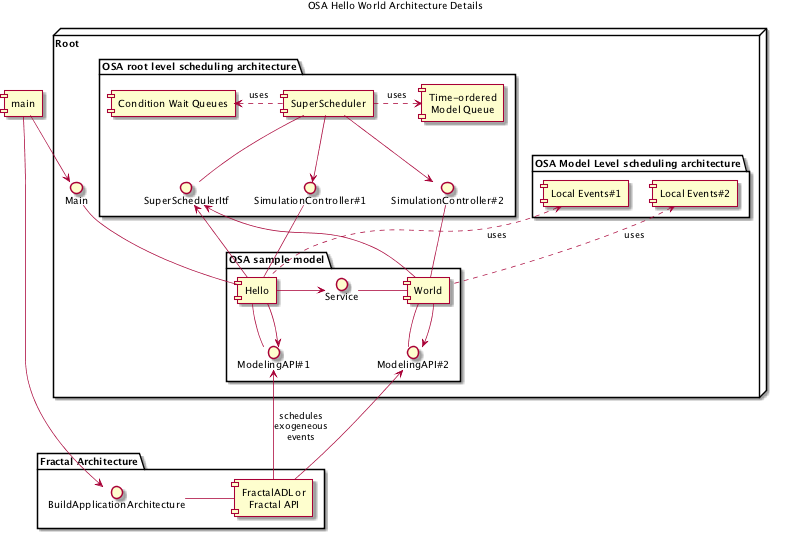 OSA Hello World Architecture Details
Root
OSA root level scheduling architecture
uses
uses
Condition Wait Queues
SuperScheduler
Time-ordered
Model Queue
main
OSA Model Level scheduling architecture
Local Events#1
Local Events#2
Main
SuperSchedulerItf
SimulationController#1
SimulationController#2
uses
uses
OSA sample model
Hello
Service
World
ModelingAPI#1
ModelingAPI#2
schedules
exogeneous
events
Fractal Architecture
BuildApplicationArchitecture
FractalADL or
Fractal API